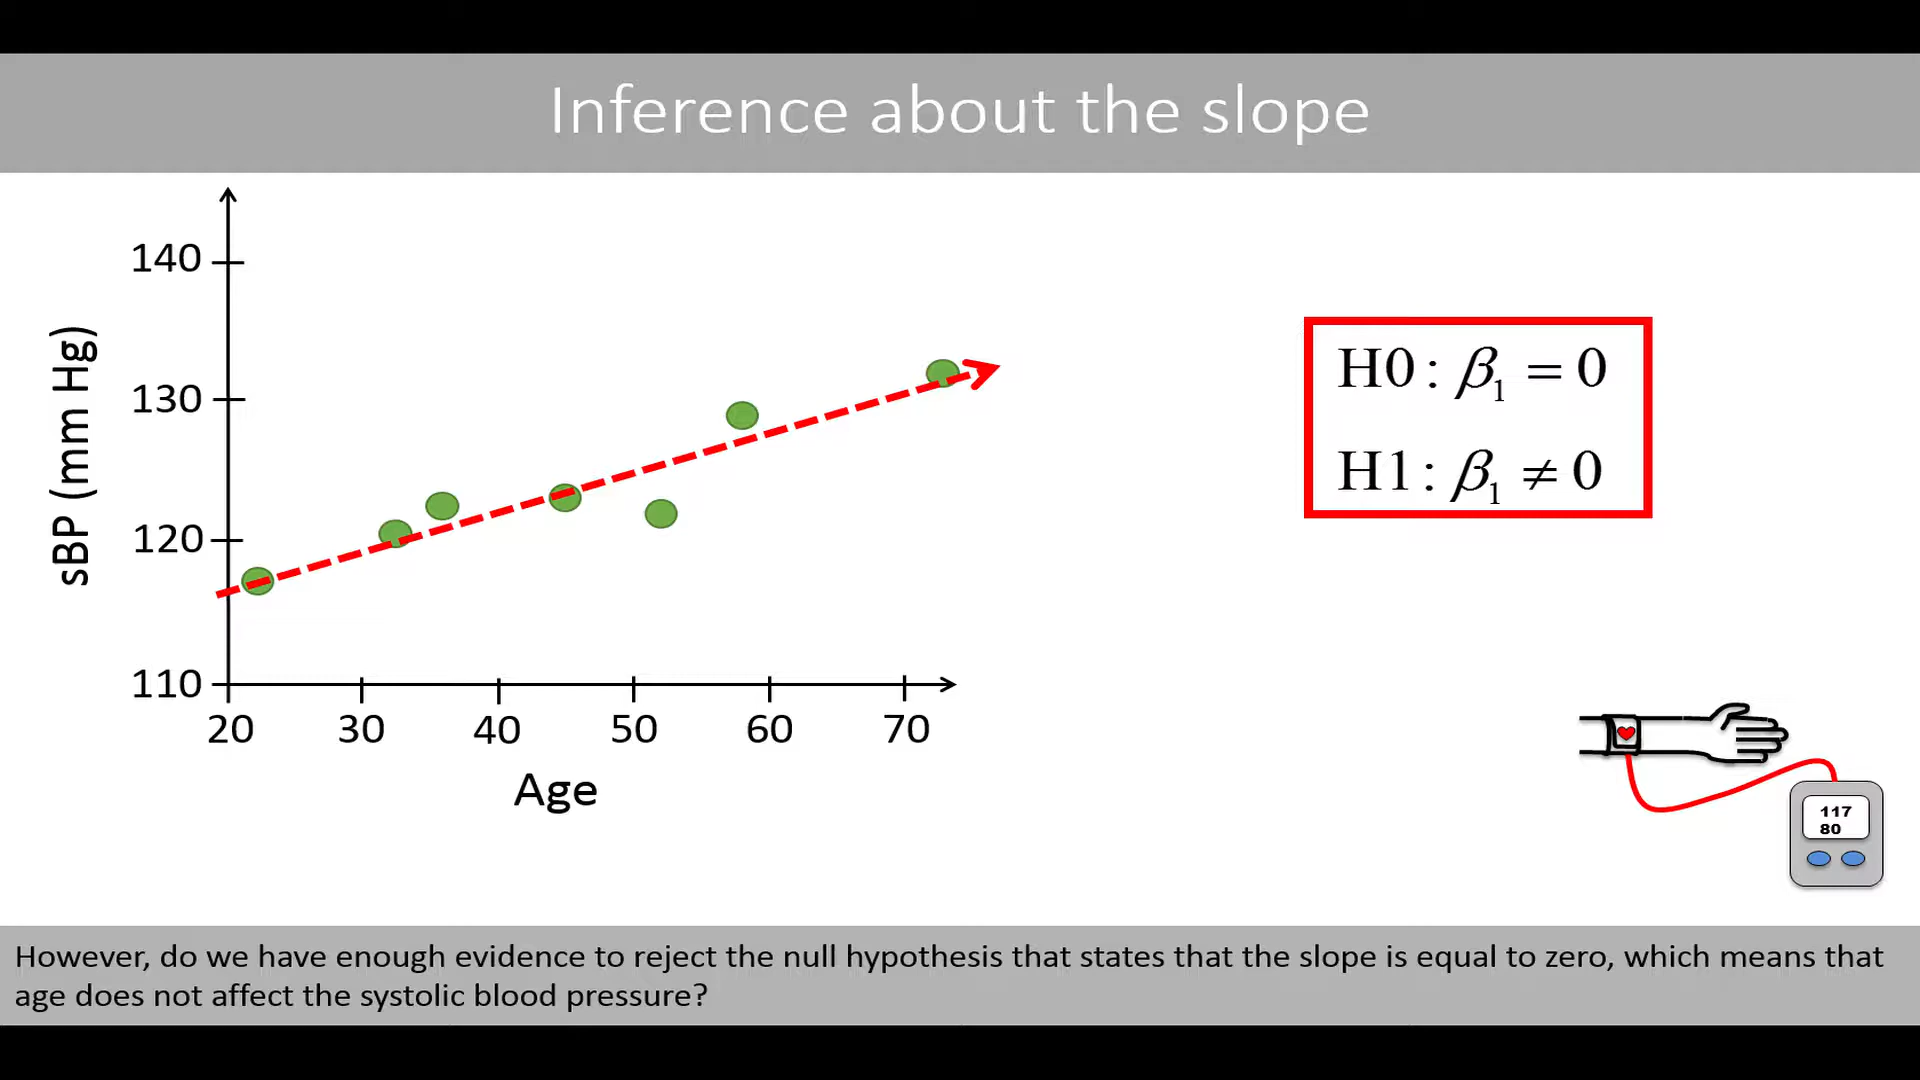 Inference about the slope
140
130
120
110
sBP (mm Hg)
20 30 40 50 60 70
Age
H0 : β₁ = 0
H1 : β₁ ≠ 0
117
80
However, do we have enough evidence to reject the null hypothesis that states that the slope is equal to zero, which means that
age does not affect the systolic blood pressure?